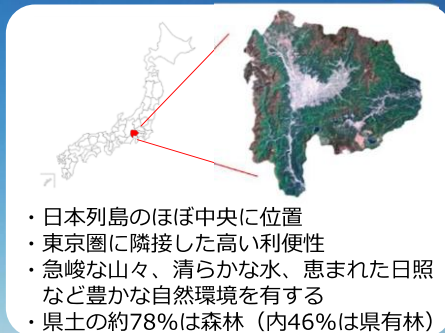 ・日本列島のほぼ中央に位置
・東京圏に隣接した高い利便性
・急峻な山々、清らかな水、恵まれた日照
など豊かな自然環境を有する
・県土の約78%は森林（内46%は県有林）